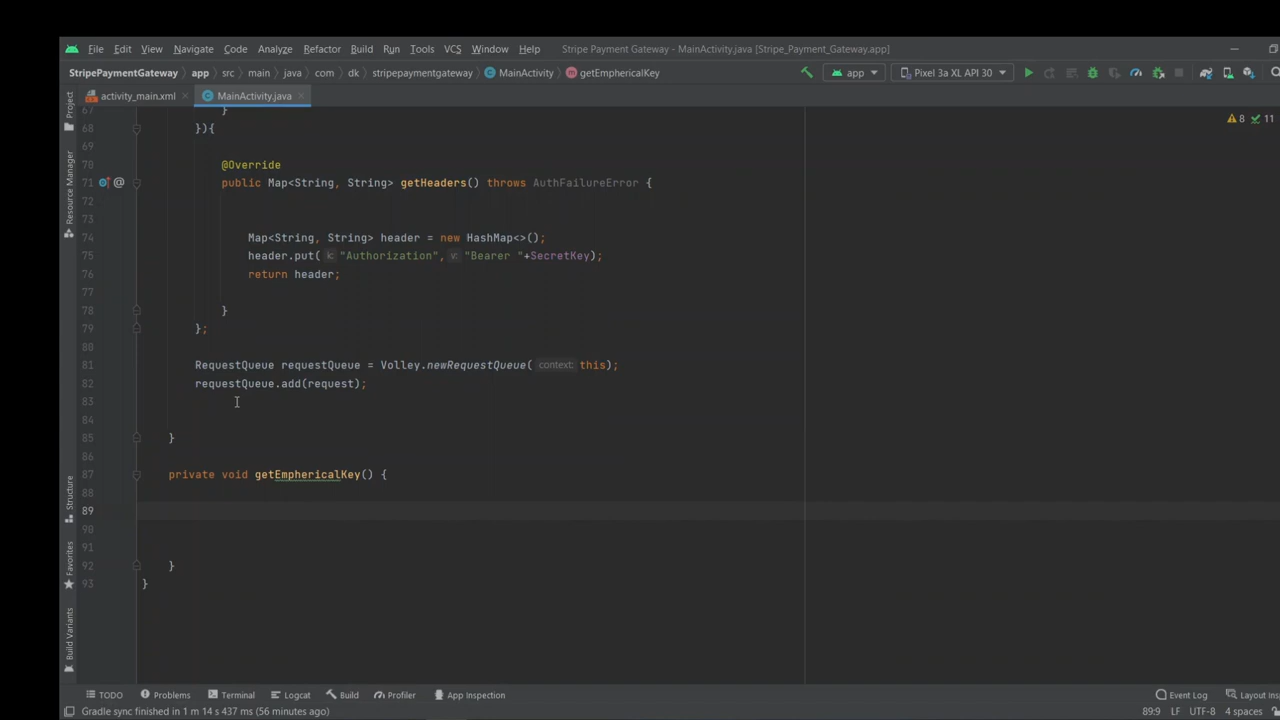 File Edit View Navigate Code Analyze Refactor Build Run Tools VCS Window Help Stripe Payment Gateway - MainActivity.java [Stripe_Payment_Gateway.app]
StripePaymentGateway app src main java com dk stripepaymentgateway MainActivity getEmphericalKey app Pixel 3a XL API 30
activity_main.xml MainActivity.java
Project
Resource Manager
Structure
Favorites
Build Variants
8 11
67 }
68 }){
69
70 @Override
71 @ public Map<String, String> getHeaders() throws AuthFailureError {
72
73
74 Map<String, String> header = new HashMap<>();
75 header.put( k: "Authorization", v: "Bearer "+SecretKey);
76 return header;
77
78 }
79 };
80
81 RequestQueue requestQueue = Volley.newRequestQueue( context: this);
82 requestQueue.add(request);
83
84
85 }
86
87 private void getEmphericalKey() {
88
89
90
91
92 }
93 }
TODO Problems Terminal Logcat Build Profiler App Inspection Event Log Layout Ins
Gradle sync finished in 1 m 14 s 437 ms (56 minutes ago) 89:9 LF UTF-8 4 spaces